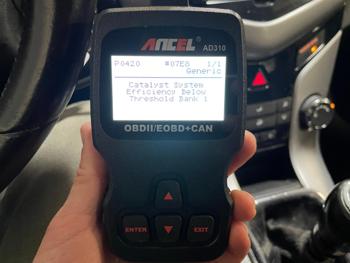 ANCEL
AD310
P0420 $07E8 1/1
Generic
Catalyst System
Efficiency Below
Threshold Bank 1
OBDII/EOBD+CAN
ENTER
EXIT